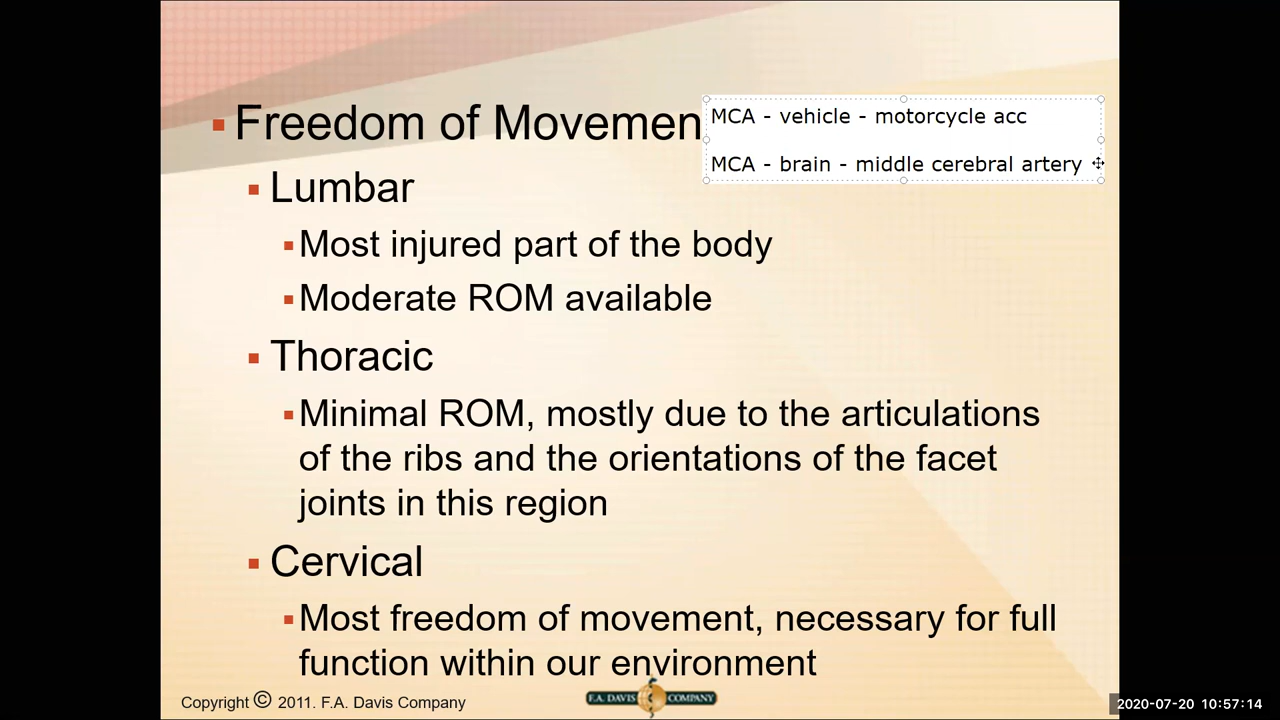 Freedom of Movemen
MCA - vehicle - motorcycle acc
MCA - brain - middle cerebral artery
Lumbar
Most injured part of the body
Moderate ROM available
Thoracic
Minimal ROM, mostly due to the articulations
of the ribs and the orientations of the facet
joints in this region
Cervical
Most freedom of movement, necessary for full
function within our environment
Copyright © 2011. F.A. Davis Company
F.A. DAVIS COMPANY
2020-07-20 10:57:14